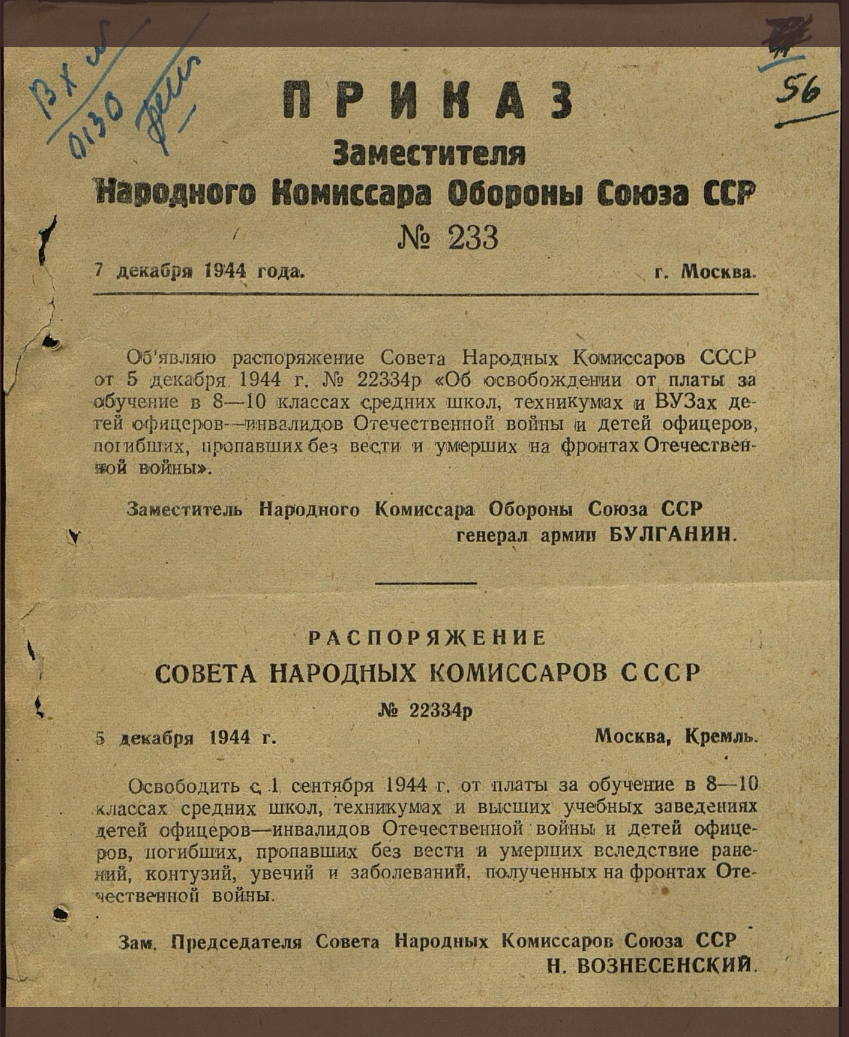 Вх №
0130
56
ПРИКАЗ
Заместителя
Народного Комиссара Обороны Союза ССР
№ 233
7 декабря 1944 года. г. Москва.
Об'являю распоряжение Совета Народных Комиссаров СССР
от 5 декабря 1944 г. № 22334р «Об освобождении от платы за
обучение в 8—10 классах средних школ, техникумах и ВУЗах де-
тей офицеров—инвалидов Отечественной войны и детей офицеров,
погибших, пропавших без вести и умерших на фронтах Отечествен-
ной войны».
Заместитель Народного Комиссара Обороны Союза ССР
генерал армии БУЛГАНИН.
РАСПОРЯЖЕНИЕ
СОВЕТА НАРОДНЫХ КОМИССАРОВ СССР
№ 22334р
5 декабря 1944 г. Москва, Кремль.
Освободить с 1 сентября 1944 г. от платы за обучение в 8—10
классах средних школ, техникумах и высших учебных заведениях
детей офицеров—инвалидов Отечественной войны и детей офице-
ров, погибших, пропавших без вести и умерших вследствие ране-
ний, контузий, увечий и заболеваний, полученных на фронтах Оте-
чественной войны.
Зам. Председателя Совета Народных Комиссаров Союза ССР
Н. ВОЗНЕСЕНСКИЙ.